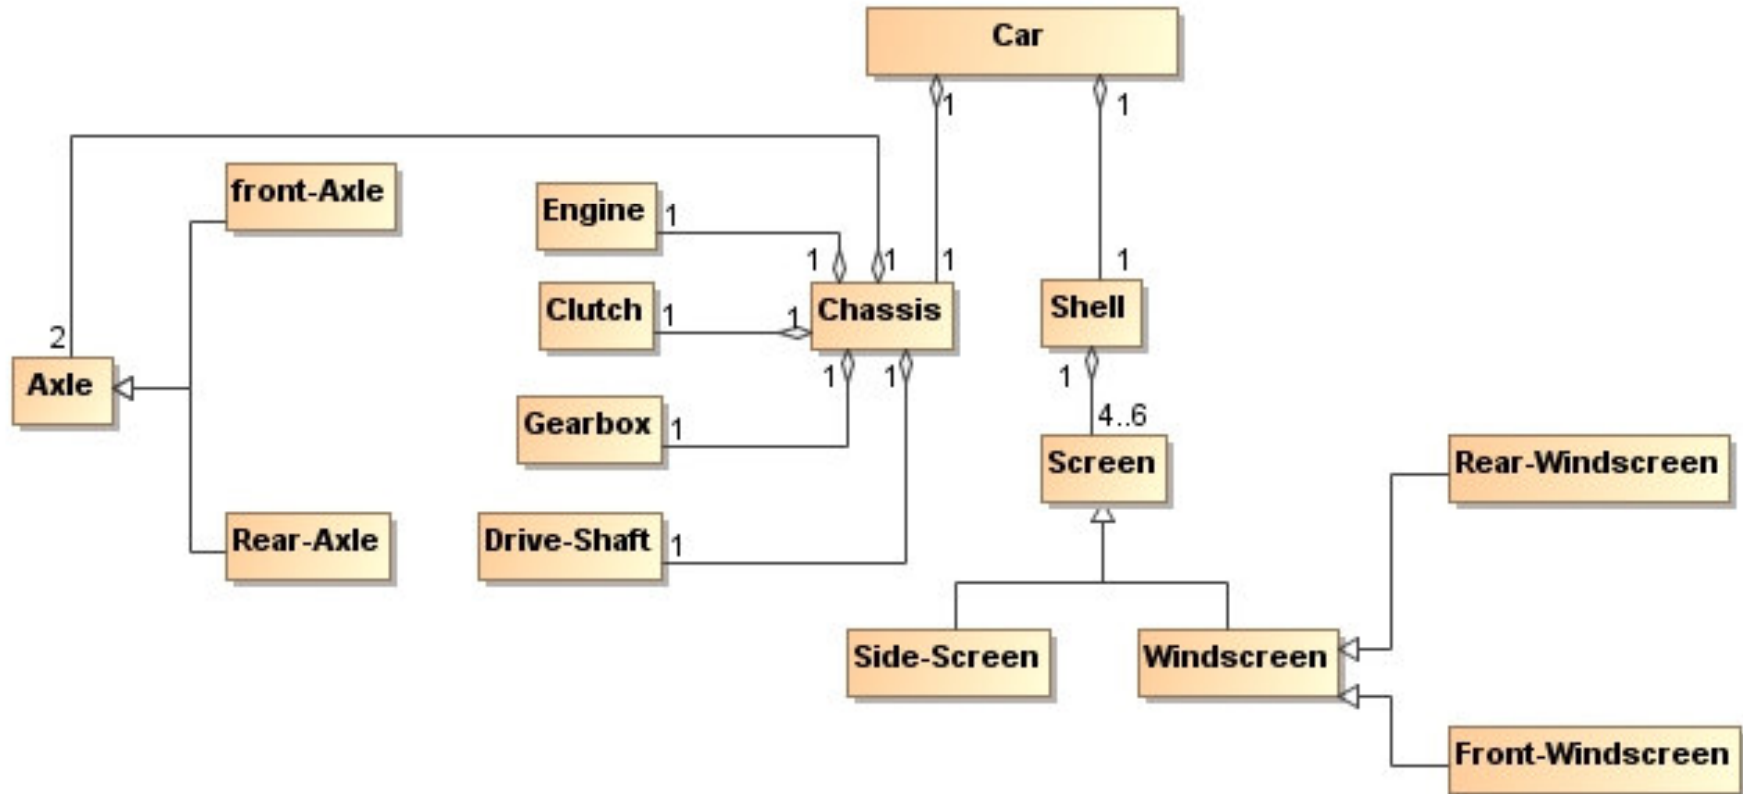 Car
1
1
front-Axle
Engine
1
1
1
1
1
Clutch
1
1
Chassis
Shell
2
Axle
1
1
1
4..6
Gearbox
1
Screen
Rear-Windscreen
Rear-Axle
Drive-Shaft
1
Side-Screen
Windscreen
Front-Windscreen